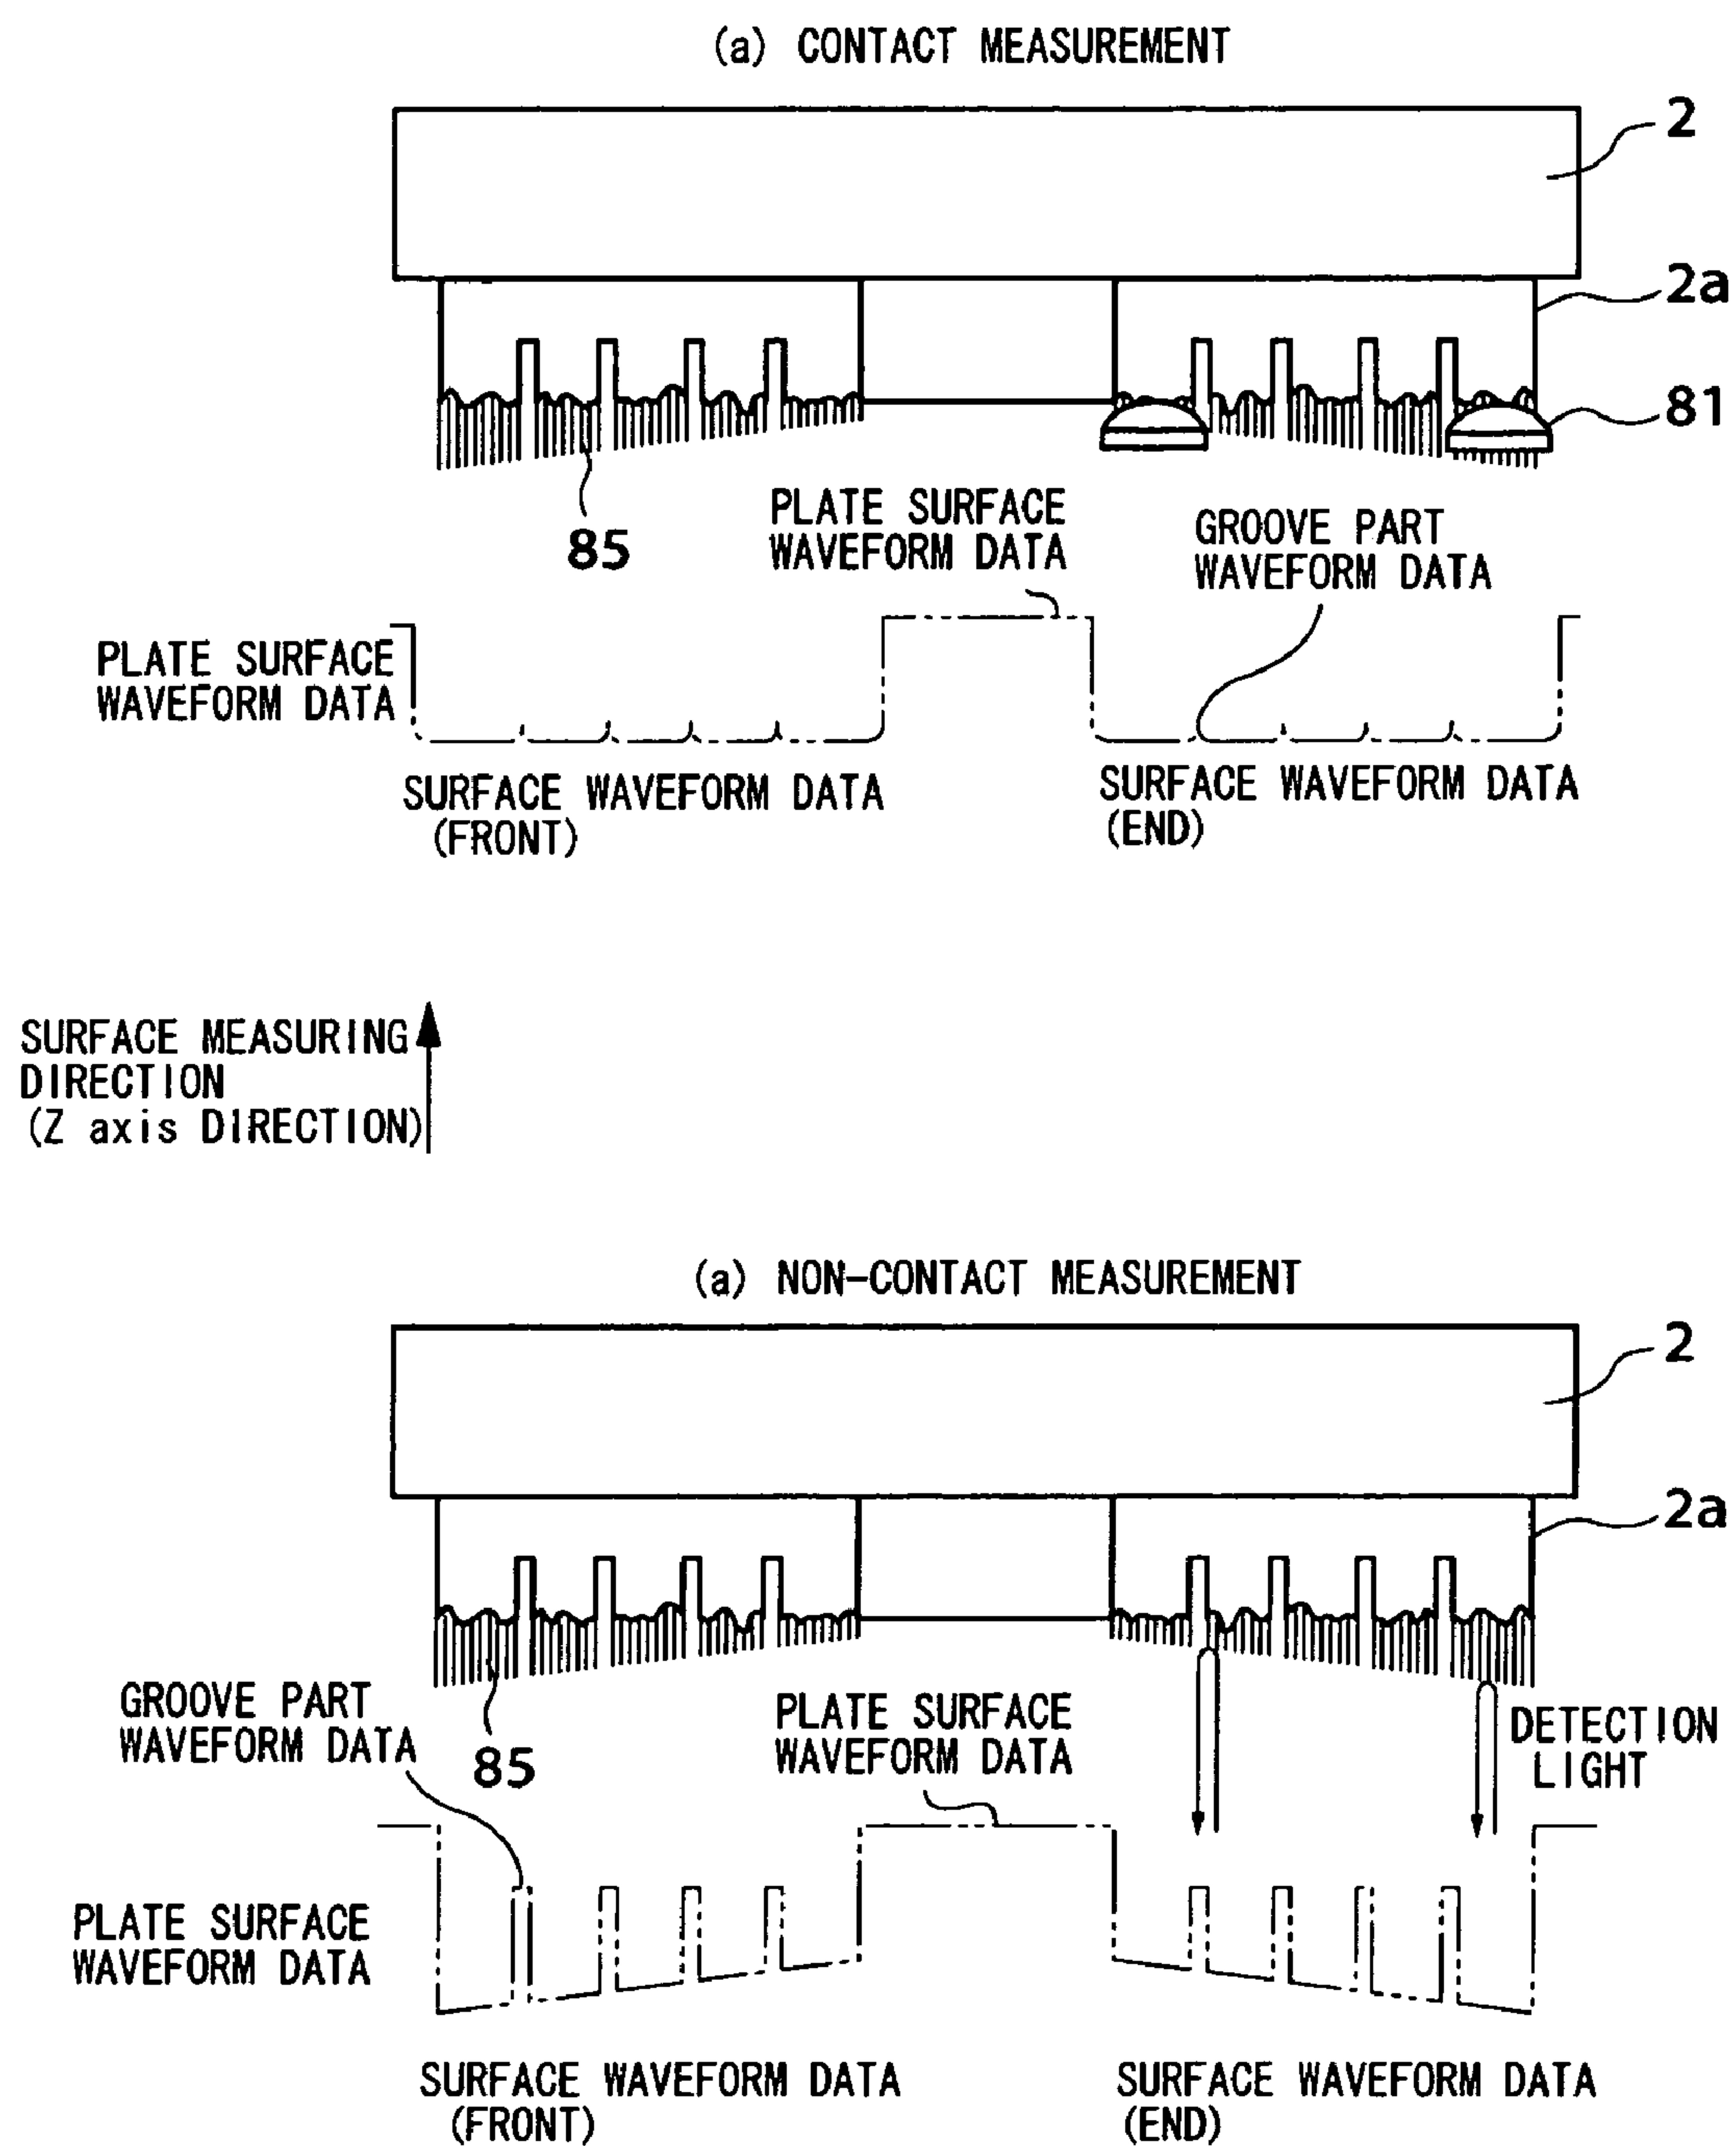 (a) CONTACT MEASUREMENT
2
2a
81
85
PLATE SURFACE
WAVEFORM DATA
GROOVE PART
WAVEFORM DATA
PLATE SURFACE
WAVEFORM DATA
SURFACE WAVEFORM DATA
(FRONT)
SURFACE WAVEFORM DATA
(END)
SURFACE MEASURING
DIRECTION
(Z axis DIRECTION)
(a) NON-CONTACT MEASUREMENT
2
2a
GROOVE PART
WAVEFORM DATA
85
PLATE SURFACE
WAVEFORM DATA
DETECTION
LIGHT
PLATE SURFACE
WAVEFORM DATA
SURFACE WAVEFORM DATA
(FRONT)
SURFACE WAVEFORM DATA
(END)